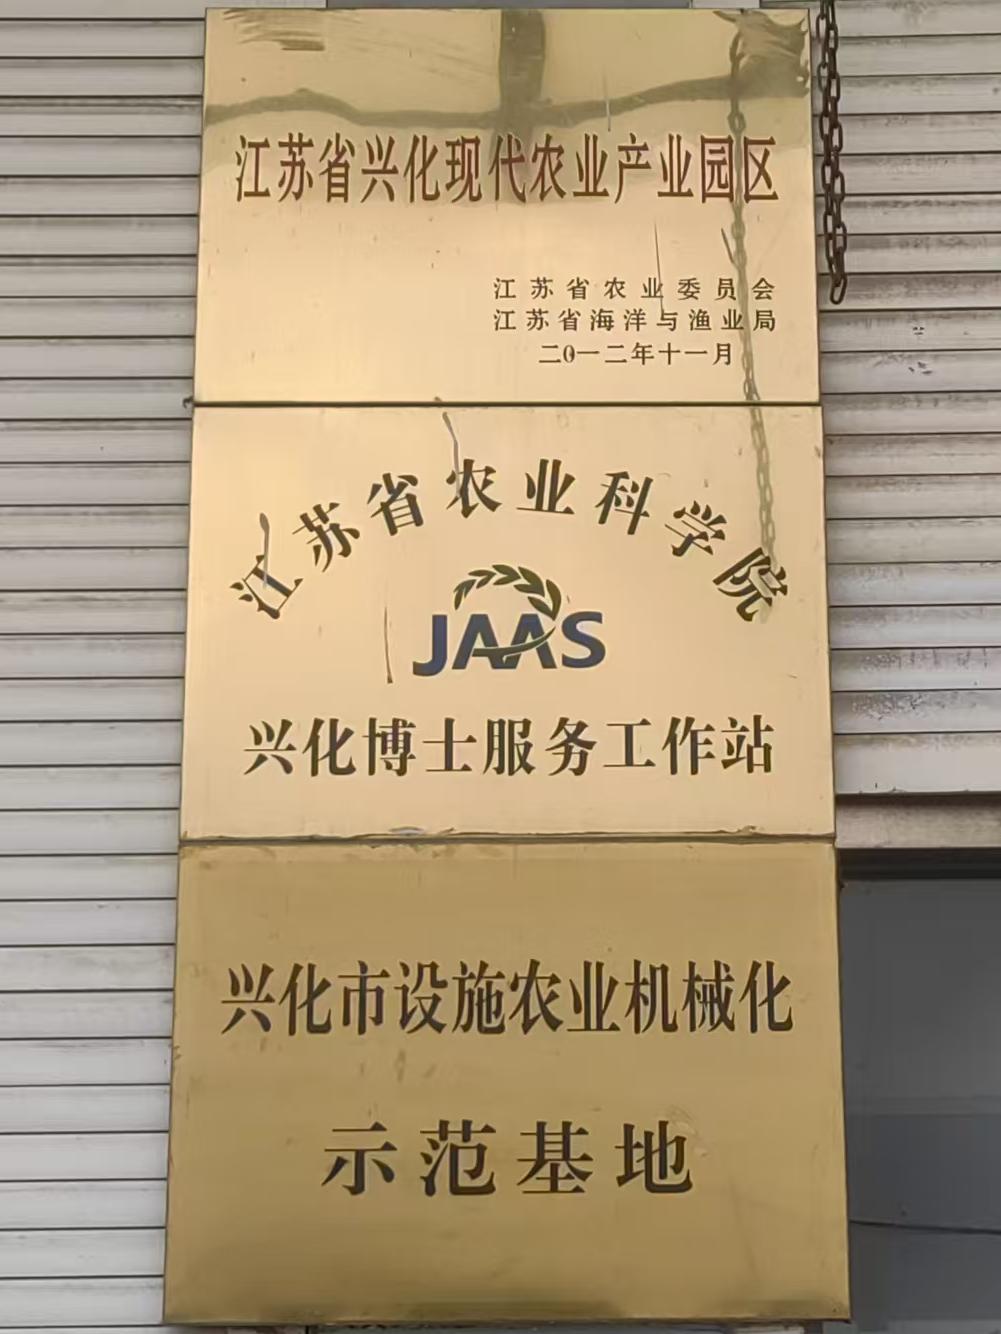 江苏省兴化现代农业产业园区
江苏省农业委员会
江苏省海洋与渔业局
二0一二年十一月
江苏省农业科学院
JAAS
兴化博士服务工作站
兴化市设施农业机械化
示范基地